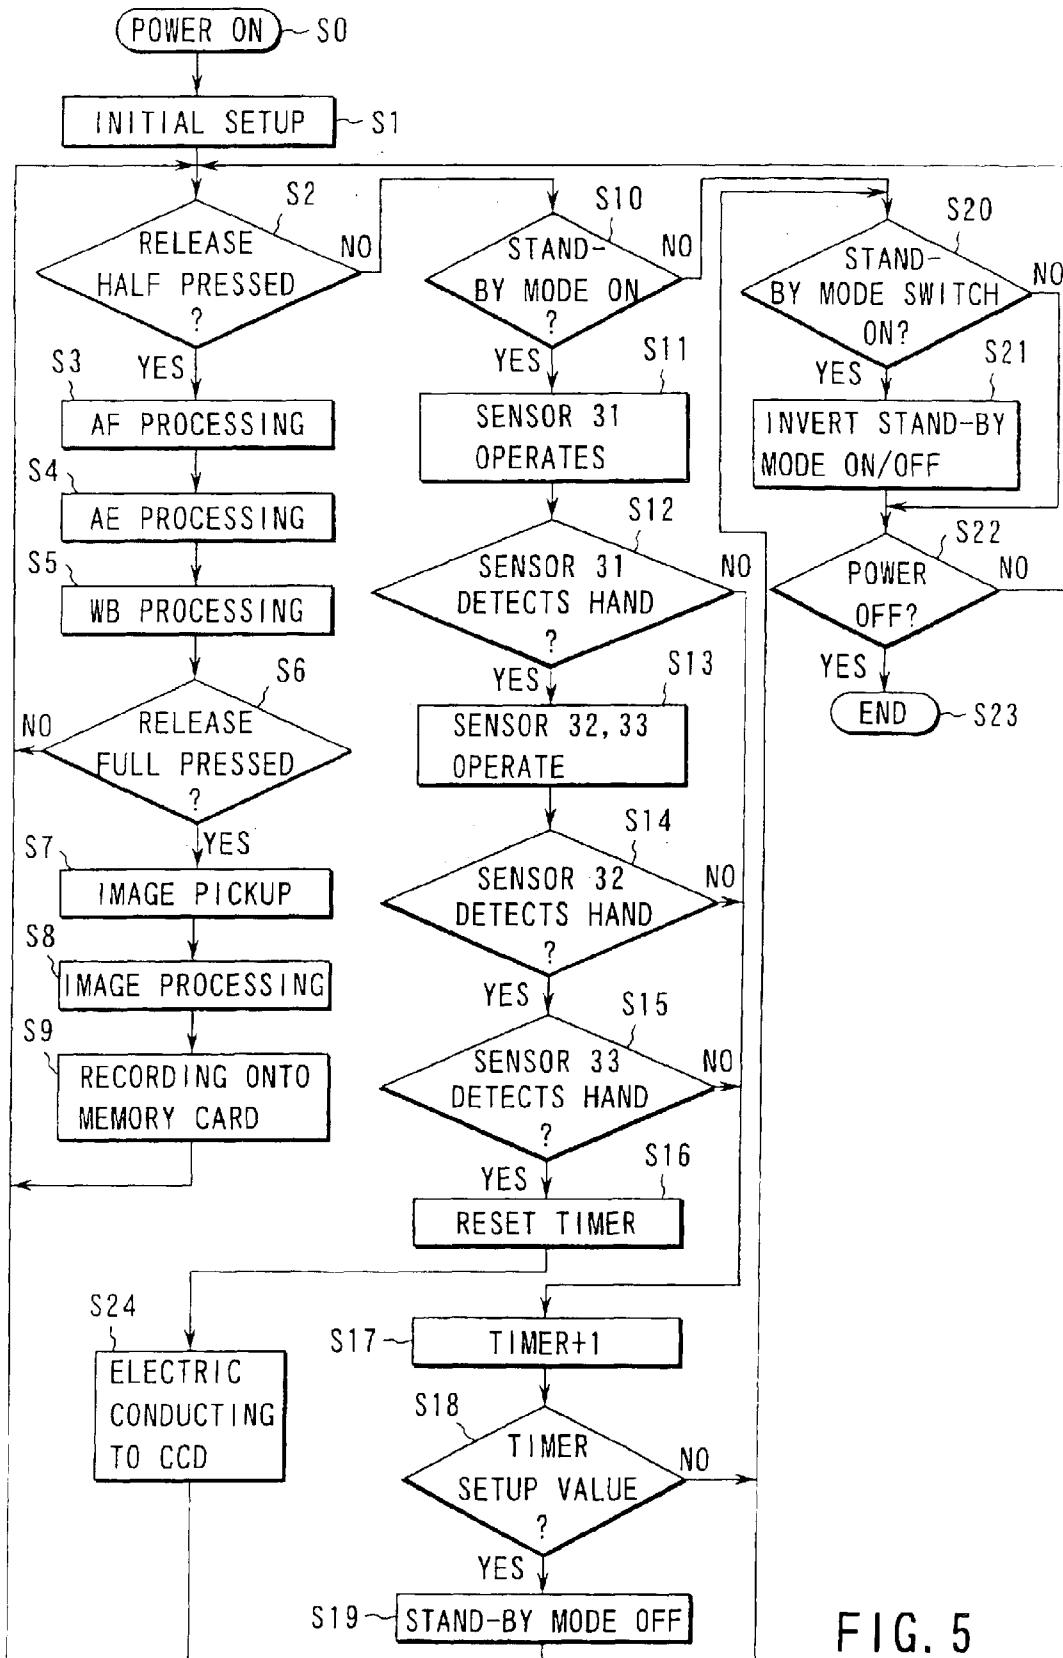 POWER ON
S0
INITIAL SETUP
S1
S2
RELEASE
HALF PRESSED
?
NO
YES
S3
AF PROCESSING
S4
AE PROCESSING
S5
WB PROCESSING
S6
RELEASE
FULL PRESSED
?
NO
YES
S7
IMAGE PICKUP
S8
IMAGE PROCESSING
S9
RECORDING ONTO
MEMORY CARD
S10
STAND-
BY MODE ON
?
NO
YES
S11
SENSOR 31
OPERATES
S12
SENSOR 31
DETECTS HAND
?
NO
YES
S13
SENSOR 32,33
OPERATE
S14
SENSOR 32
DETECTS HAND
?
NO
YES
S15
SENSOR 33
DETECTS HAND
?
NO
YES
S16
RESET TIMER
S24
ELECTRIC
CONDUCTING
TO CCD
S17
TIMER+1
S18
TIMER
SETUP VALUE
?
NO
YES
S19
STAND-BY MODE OFF
S20
STAND-
BY MODE SWITCH
ON?
NO
YES
S21
INVERT STAND-BY
MODE ON/OFF
S22
POWER
OFF?
NO
YES
END
S23
FIG. 5